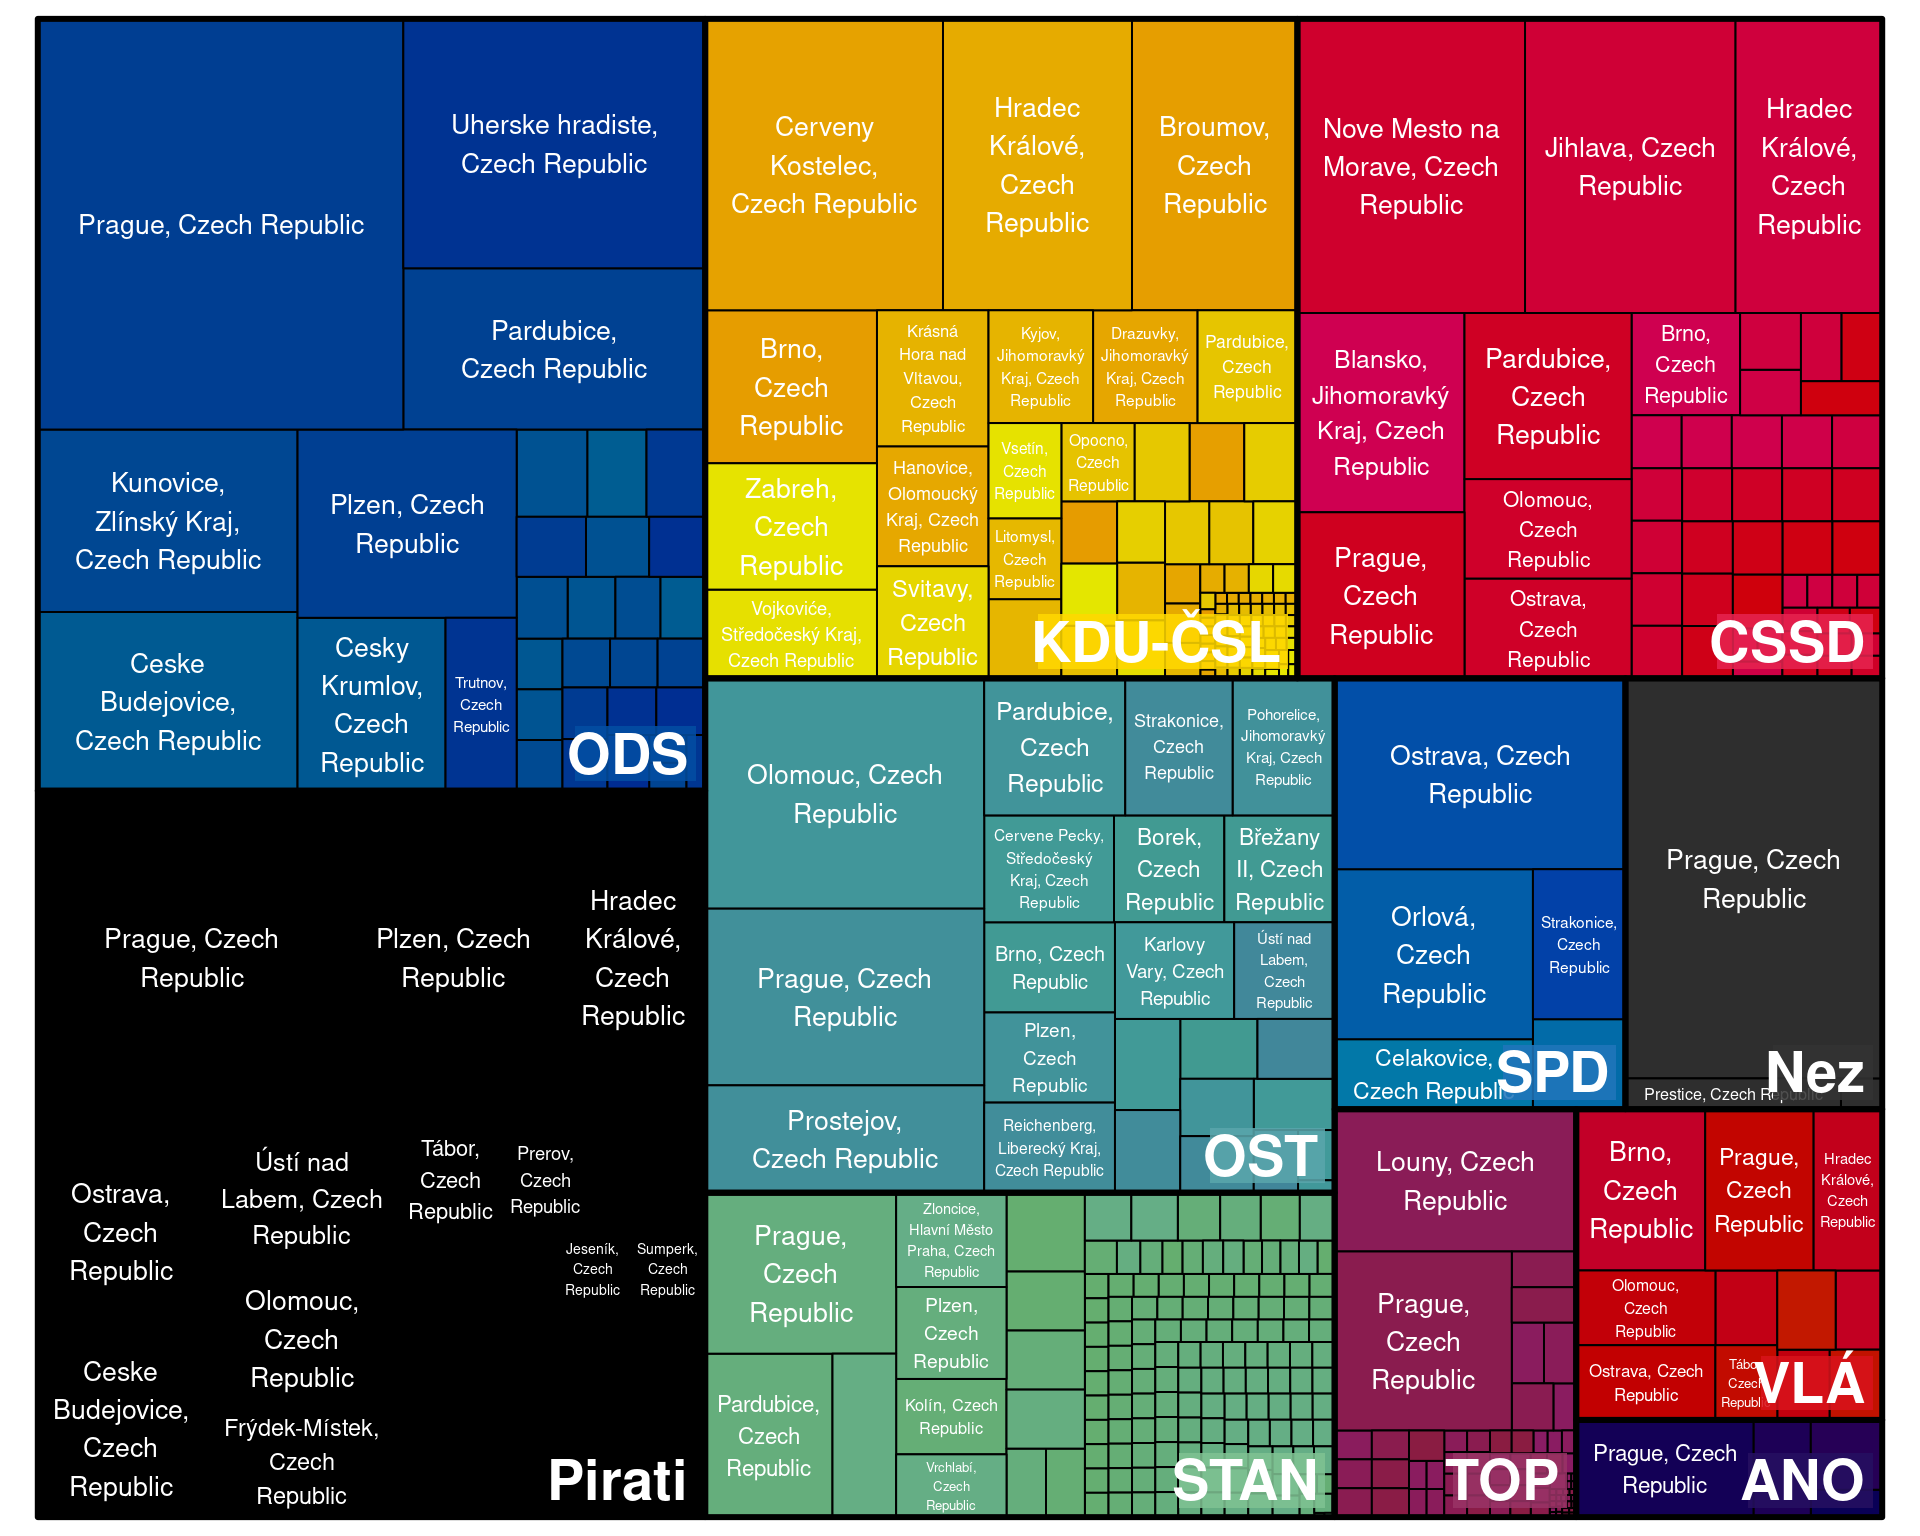 Prague, Czech Republic
Uherske hradiste,
Czech Republic
Pardubice,
Czech Republic
Kunovice,
Zlínský Kraj,
Czech Republic
Plzen, Czech
Republic
Ceske
Budejovice,
Czech Republic
Cesky
Krumlov,
Czech
Republic
Trutnov,
Czech
Republic
ODS
Cerveny
Kostelec,
Czech Republic
Hradec
Králové,
Czech
Republic
Broumov,
Czech
Republic
Brno,
Czech
Republic
Krásná
Hora nad
Vltavou,
Czech
Republic
Kyjov,
Jihomoravký
Kraj, Czech
Republic
Drazuvky,
Jihomoravký
Kraj, Czech
Republic
Pardubice,
Czech
Republic
Zabreh,
Czech
Republic
Hanovice,
Olomoucký
Kraj, Czech
Republic
Vsetín,
Czech
Republic
Opocno,
Czech
Republic
Litomysl,
Czech
Republic
Vojkoviće,
Středočeský Kraj,
Czech Republic
Svitavy,
Czech
Republic
KDU-ČSL
Nove Mesto na
Morave, Czech
Republic
Jihlava, Czech
Republic
Hradec
Králové,
Czech
Republic
Blansko,
Jihomoravký
Kraj, Czech
Republic
Pardubice,
Czech
Republic
Brno,
Czech
Republic
Prague,
Czech
Republic
Olomouc,
Czech
Republic
Ostrava,
Czech
Republic
CSSD
Prague, Czech
Republic
Plzen, Czech
Republic
Hradec
Králové,
Czech
Republic
Ostrava,
Czech
Republic
Ústí nad
Labem, Czech
Republic
Tábor,
Czech
Republic
Prerov,
Czech
Republic
Jeseník,
Czech
Republic
Sumperk,
Czech
Republic
Olomouc,
Czech
Republic
Ceske
Budejovice,
Czech
Republic
Frýdek-Místek,
Czech
Republic
Pirati
Olomouc, Czech
Republic
Pardubice,
Czech
Republic
Strakonice,
Czech
Republic
Pohorelice,
Jihomoravký
Kraj, Czech
Republic
Cervene Pecky,
Středočeský
Kraj, Czech
Republic
Borek,
Czech
Republic
Břežany
II, Czech
Republic
Prague, Czech
Republic
Brno, Czech
Republic
Karlovy
Vary, Czech
Republic
Ústí nad
Labem,
Czech
Republic
Plzen,
Czech
Republic
Prostejov,
Czech Republic
Reichenberg,
Liberecký Kraj,
Czech Republic
OST
Prague,
Czech
Republic
Zloncice,
Hlavní Město
Praha, Czech
Republic
Plzen,
Czech
Republic
Pardubice,
Czech
Republic
Kolín, Czech
Republic
Vrchlabí,
Czech
Republic
STAN
Ostrava, Czech
Republic
Orlová,
Czech
Republic
Strakonice,
Czech
Republic
Celakovice,
Czech Republic
SPD
Prague, Czech
Republic
Prestice, Czech Republic
Nez
Louny, Czech
Republic
Prague,
Czech
Republic
TOP
Brno,
Czech
Republic
Prague,
Czech
Republic
Hradec
Králové,
Czech
Republic
Olomouc,
Czech
Republic
Ostrava, Czech
Republic
Tábor,
Czech
Republic
VLÁ
Prague, Czech
Republic
ANO